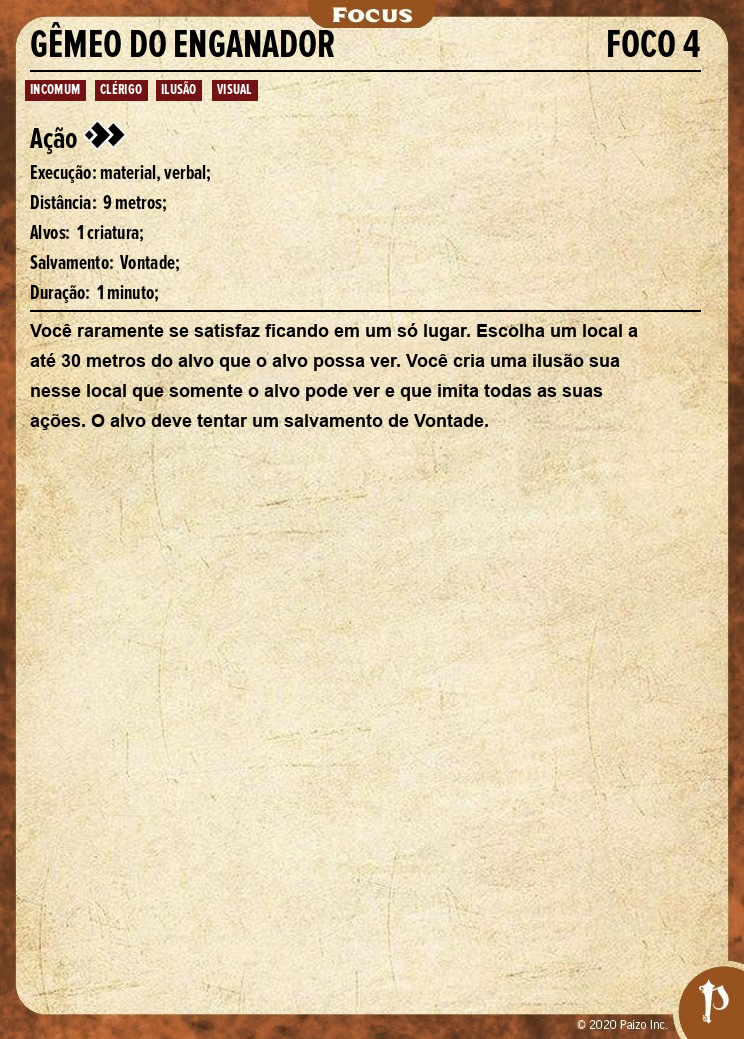 Focus
GÊMEO DO ENGANADOR FOCO 4
INCOMUM CLÉRIGO ILUSÃO VISUAL
Ação
Execução: material, verbal;
Distância: 9 metros;
Alvos: 1 criatura;
Salvamento: Vontade;
Duração: 1 minuto;
Você raramente se satisfaz ficando em um só lugar. Escolha um local a
até 30 metros do alvo que o alvo possa ver. Você cria uma ilusão sua
nesse local que somente o alvo pode ver e que imita todas as suas
ações. O alvo deve tentar um salvamento de Vontade.
© 2020 Paizo Inc.